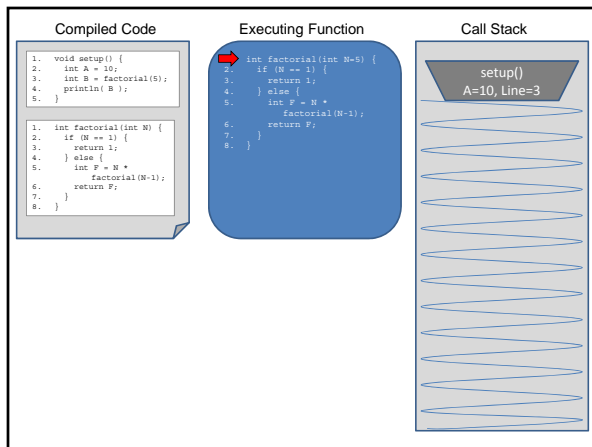 Compiled Code
1. void setup() {
2. int A = 10;
3. int B = factorial(5);
4. println( B );
5. }
1. int factorial(int N) {
2. if (N == 1) {
3. return 1;
4. } else {
5. int F = N *
factorial(N-1);
6. return F;
7. }
8. }
Executing Function
int factorial(int N=5) {
2. if (N == 1) {
3. return 1;
4. } else {
5. int F = N *
factorial(N-1);
6. return F;
7. }
8. }
Call Stack
setup()
A=10, Line=3